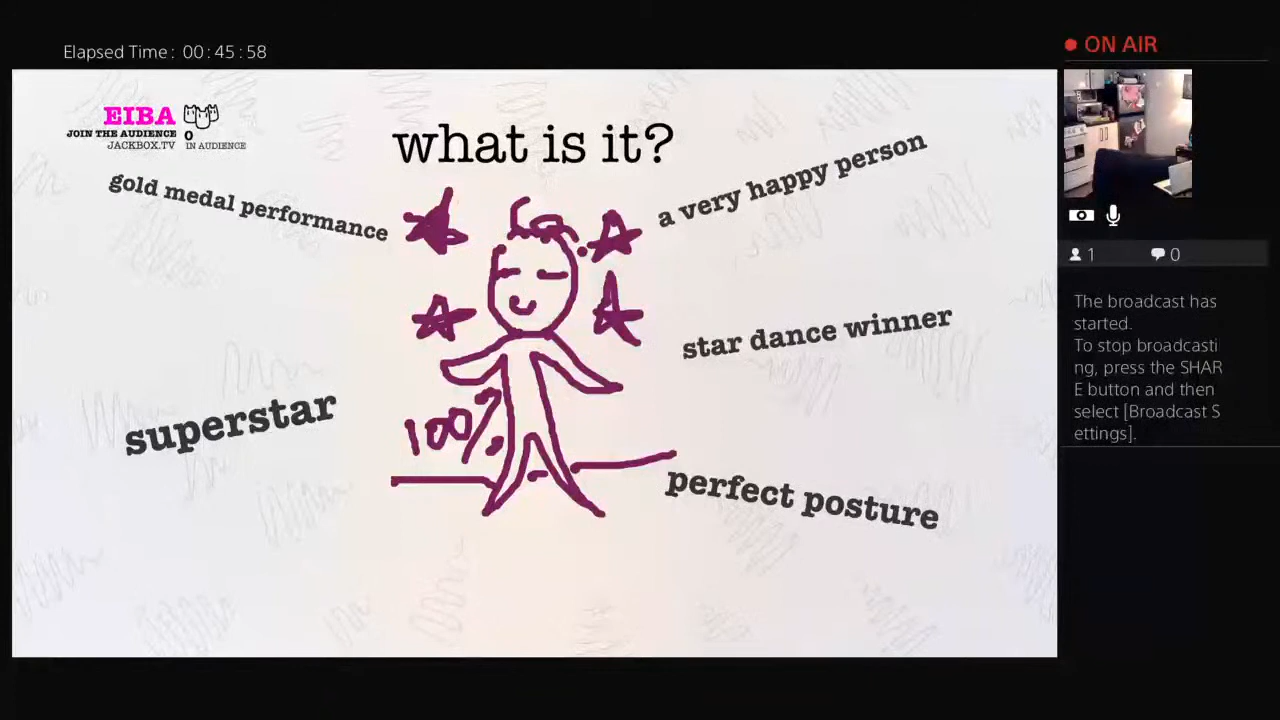 Elapsed Time: 00:45:58
ON AIR
EIBA
JOIN THE AUDIENCE
JACKBOX.TV
0
IN AUDIENCE
what is it?
gold medal performance
a very happy person
star dance winner
superstar
100%
perfect posture
1
0
The broadcast has
started.
To stop broadcasti
ng, press the SHAR
E button and then
select [Broadcast S
ettings].